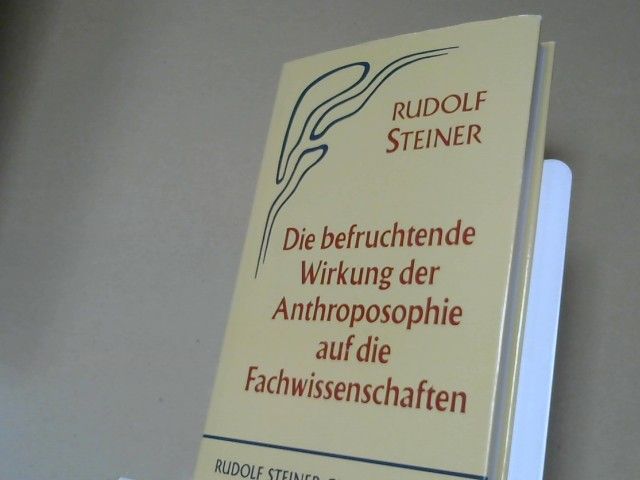 RUDOLF
STEINER
Die befruchtende
Wirkung der
Anthroposophie
auf die
Fachwissenschaften
RUDOLF STEINER